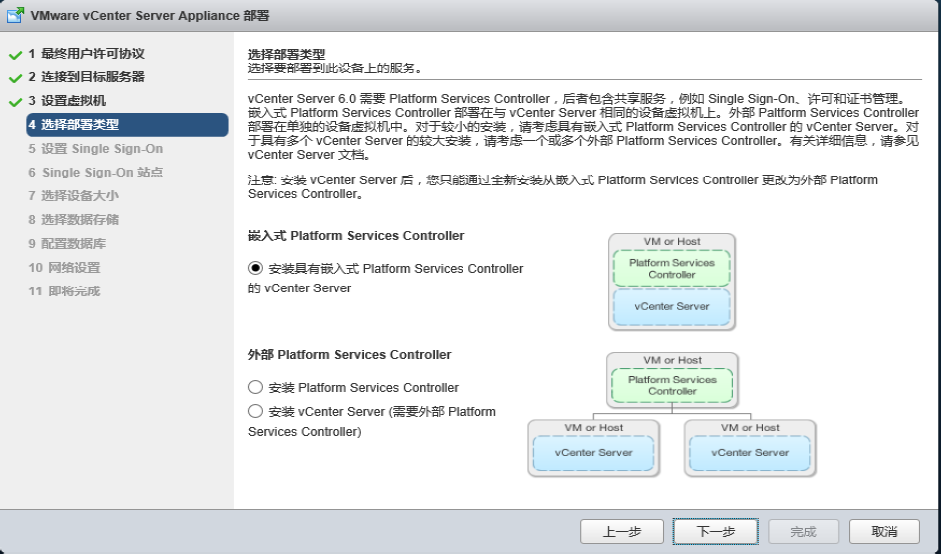 VMware vCenter Server Appliance 部署
1 最终用户许可协议
2 连接到目标服务器
3 设置虚拟机
4 选择部署类型
5 设置 Single Sign-On
6 Single Sign-On 站点
7 选择设备大小
8 选择数据存储
9 配置数据库
10 网络设置
11 即将完成
选择部署类型
选择要部署到此设备上的服务。
vCenter Server 6.0 需要 Platform Services Controller，后者包含共享服务，例如 Single Sign-On、许可和证书管理。
嵌入式 Platform Services Controller 部署在与 vCenter Server 相同的设备虚拟机上。外部 Paltform Services Controller
部署在单独的设备虚拟机中。对于较小的安装，请考虑具有嵌入式 Platform Services Controller 的 vCenter Server。对
于具有多个 vCenter Server 的较大安装，请考虑一个或多个外部 Platform Services Controller。有关详细信息，请参见
vCenter Server 文档。
注意: 安装 vCenter Server 后，您只能通过全新安装从嵌入式 Platform Services Controller 更改为外部 Platform
Services Controller。
嵌入式 Platform Services Controller
安装具有嵌入式 Platform Services Controller
的 vCenter Server
VM or Host
Platform Services
Controller
vCenter Server
外部 Platform Services Controller
安装 Platform Services Controller
安装 vCenter Server (需要外部 Platform
Services Controller)
VM or Host
Platform Services
Controller
VM or Host
vCenter Server
VM or Host
vCenter Server
上一步
下一步
完成
取消